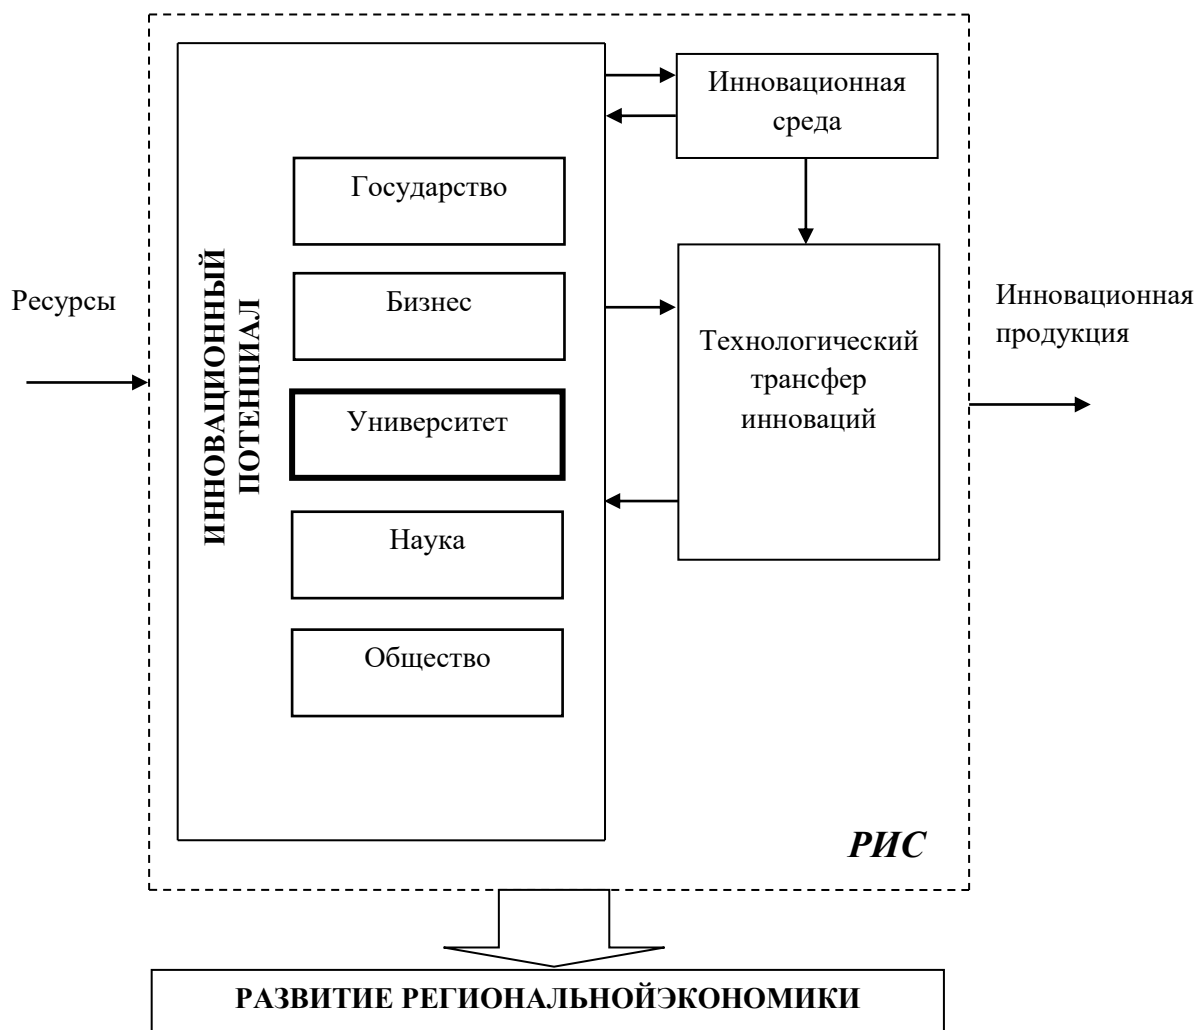 Ресурсы
ИННОВАЦИОННЫЙ
ПОТЕНЦИАЛ
Государство
Бизнес
Университет
Наука
Общество
Инновационная
среда
Технологический
трансфер
инноваций
Инновационная
продукция
РИС
РАЗВИТИЕ РЕГИОНАЛЬНОЙЭКОНОМИКИ